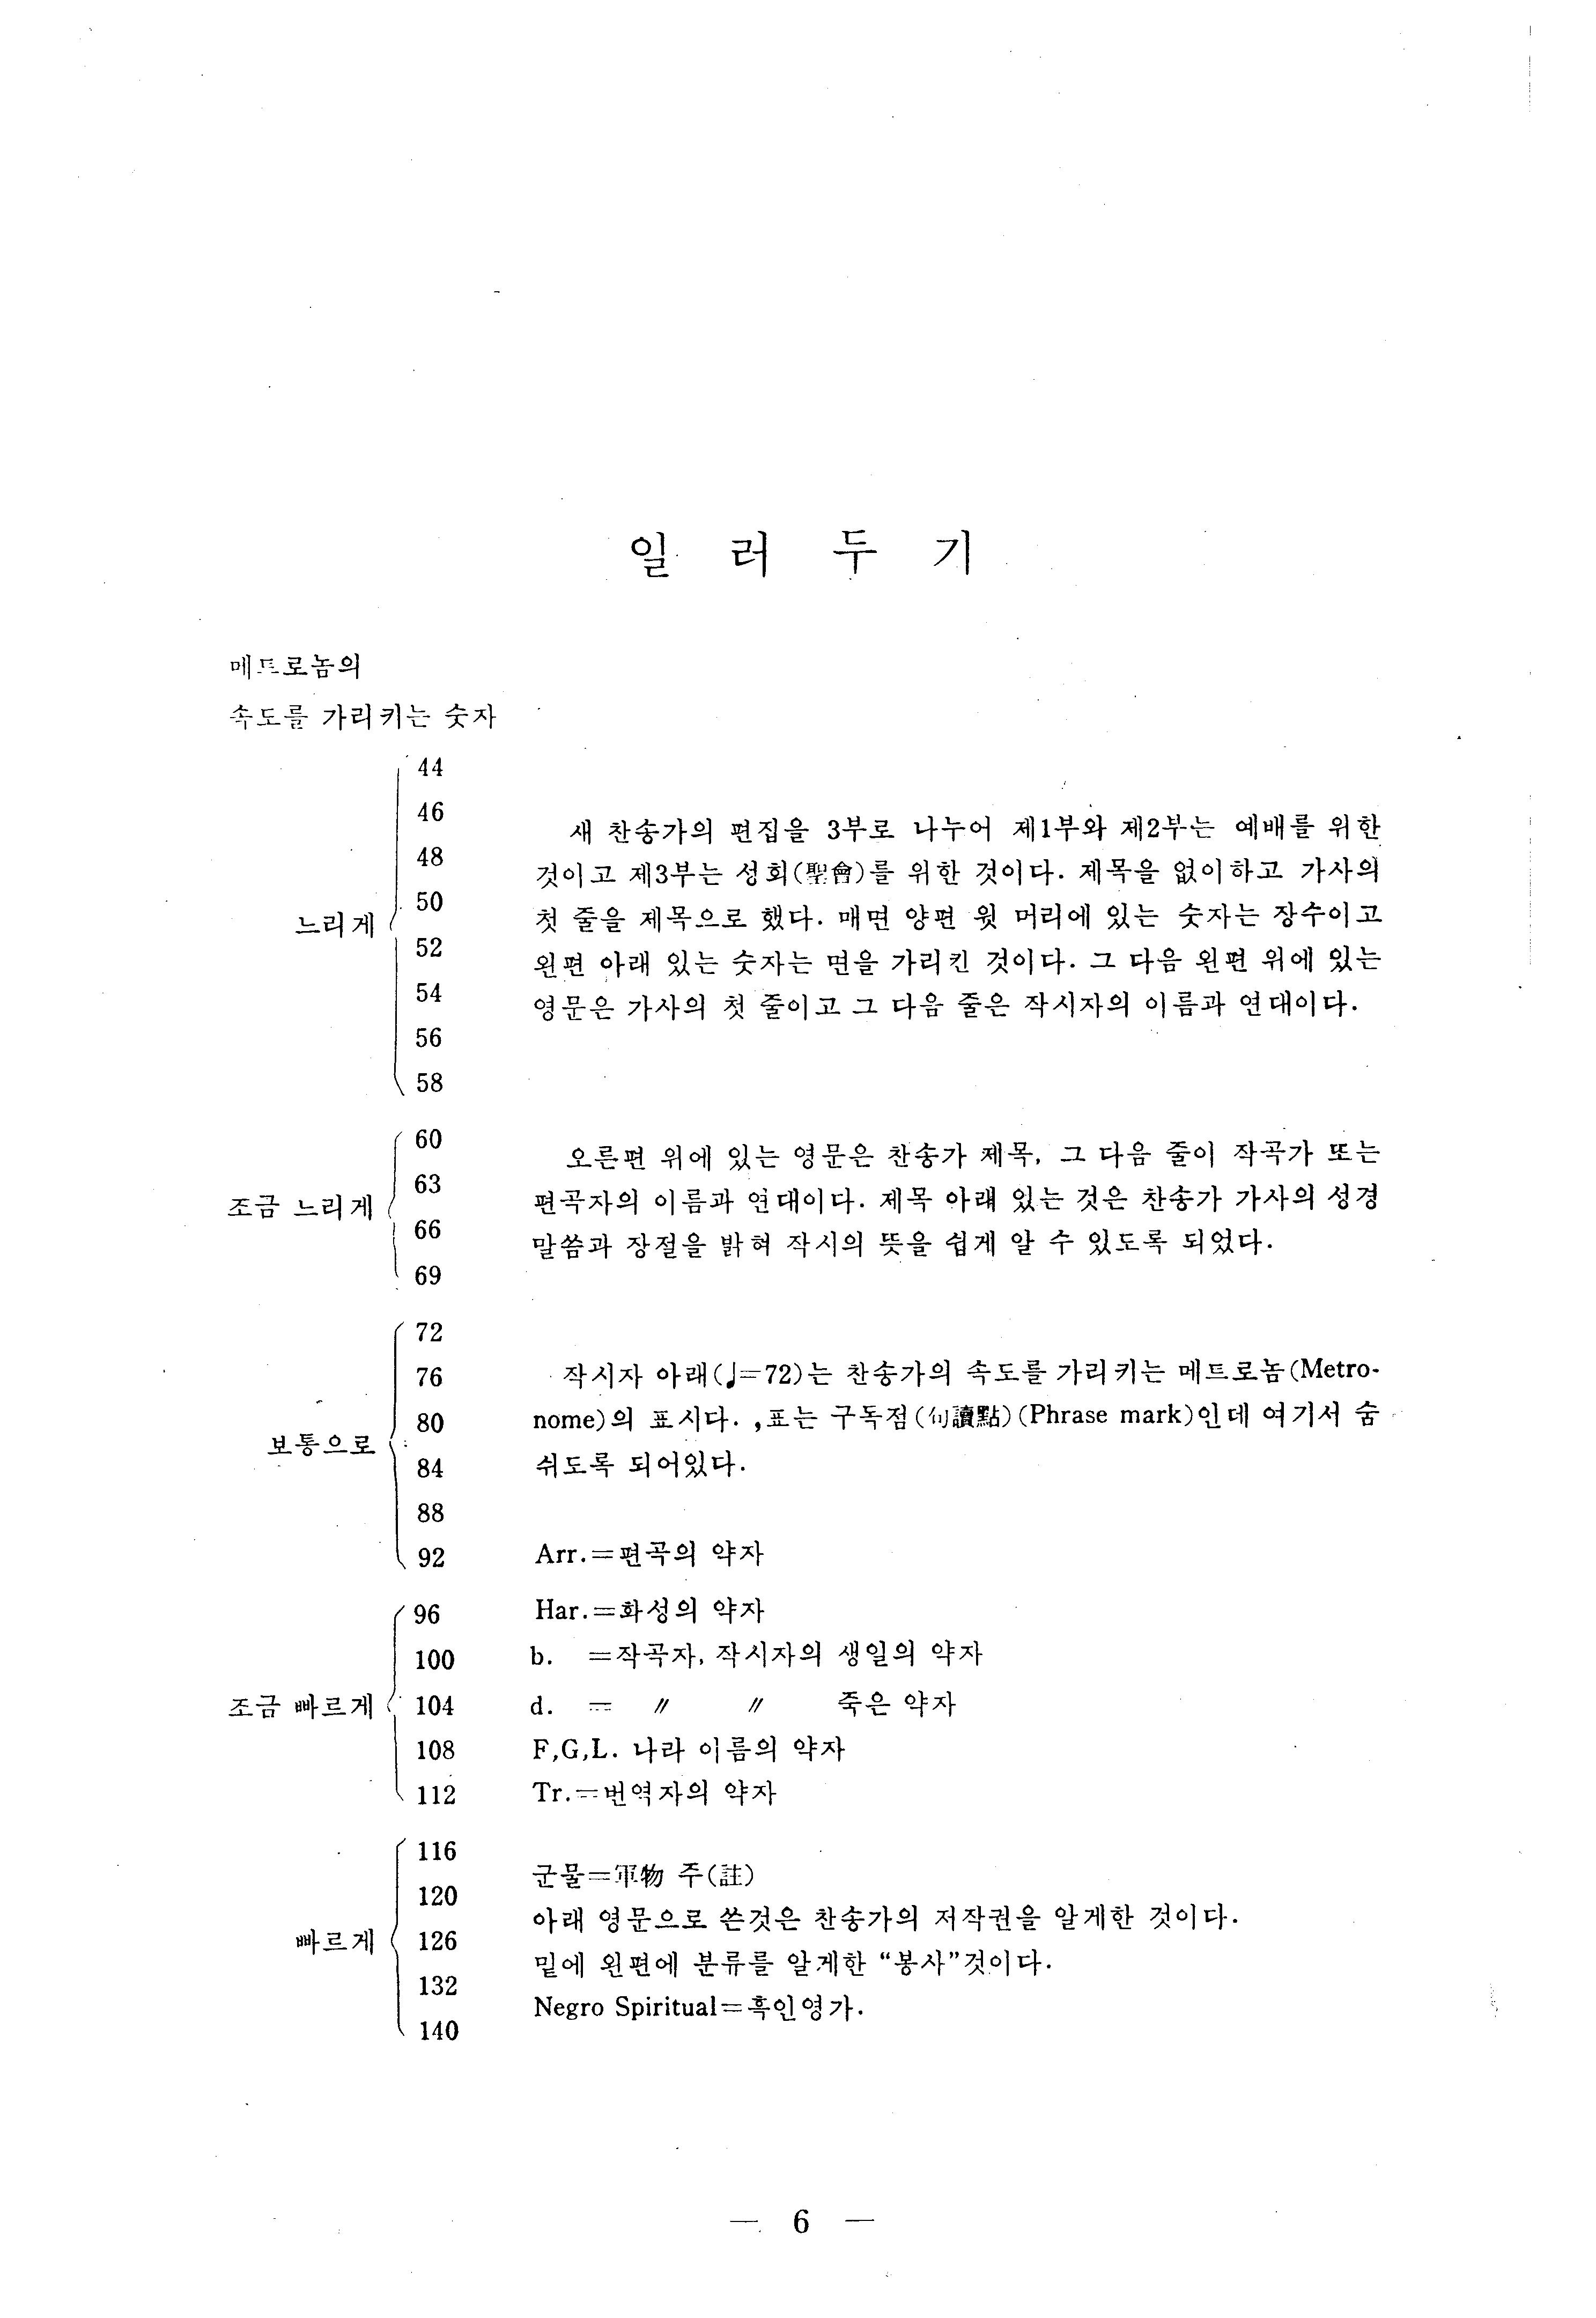 일 러 두 기
메트로놈의
속도를 가리키는 숫자
느리게
44
46
48
50
52
54
56
58
조금 느리게
60
63
66
69
보통으로
72
76
80
84
88
92
조금 빠르게
96
100
104
108
112
빠르게
116
120
126
132
140
새 찬송가의 편집을 3부로 나누어 제1부와 제2부는 예배를 위한
것이고 제3부는 성회(聖會)를 위한 것이다. 제목을 없이하고 가사의
첫 줄을 제목으로 했다. 매면 양편 윗 머리에 있는 숫자는 장수이고
왼편 아래 있는 숫자는 면을 가리킨 것이다. 그 다음 왼편 위에 있는
영문은 가사의 첫 줄이고 그 다음 줄은 작시자의 이름과 연대이다.
오른편 위에 있는 영문은 찬송가 제목, 그 다음 줄이 작곡가 또는
편곡자의 이름과 연대이다. 제목 아래 있는 것은 찬송가 가사의 성경
말씀과 장절을 밝혀 작시의 뜻을 쉽게 알 수 있도록 되었다.
작시자 아래(♩=72)는 찬송가의 속도를 가리키는 메트로놈(Metro-
nome)의 표시다. ,표는 구독점(句讀點)(Phrase mark)인데 여기서 숨
쉬도록 되어있다.
Arr.=편곡의 약자
Har.=화성의 약자
b. =작곡자, 작시자의 생일의 약자
d. = 〃 〃 죽은 약자
F,G,L. 나라 이름의 약자
Tr.=번역자의 약자
군물=軍物 주(註)
아래 영문으로 쓴것은 찬송가의 저작권을 알게한 것이다.
밑에 왼편에 분류를 알게한 “봉사”것이다.
Negro Spiritual=흑인영가.
— 6 —